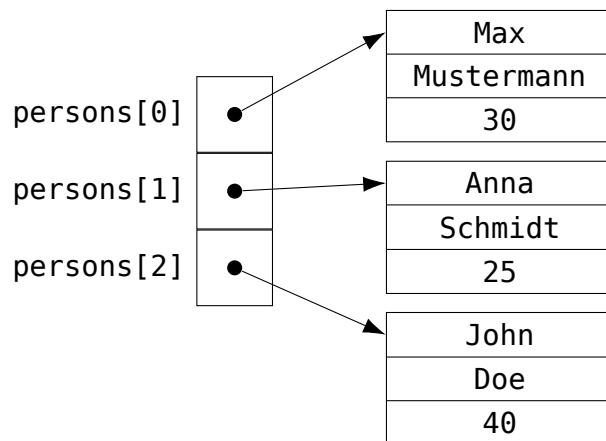 persons[0]
persons[1]
persons[2]
Max
Mustermann
30
Anna
Schmidt
25
John
Doe
40